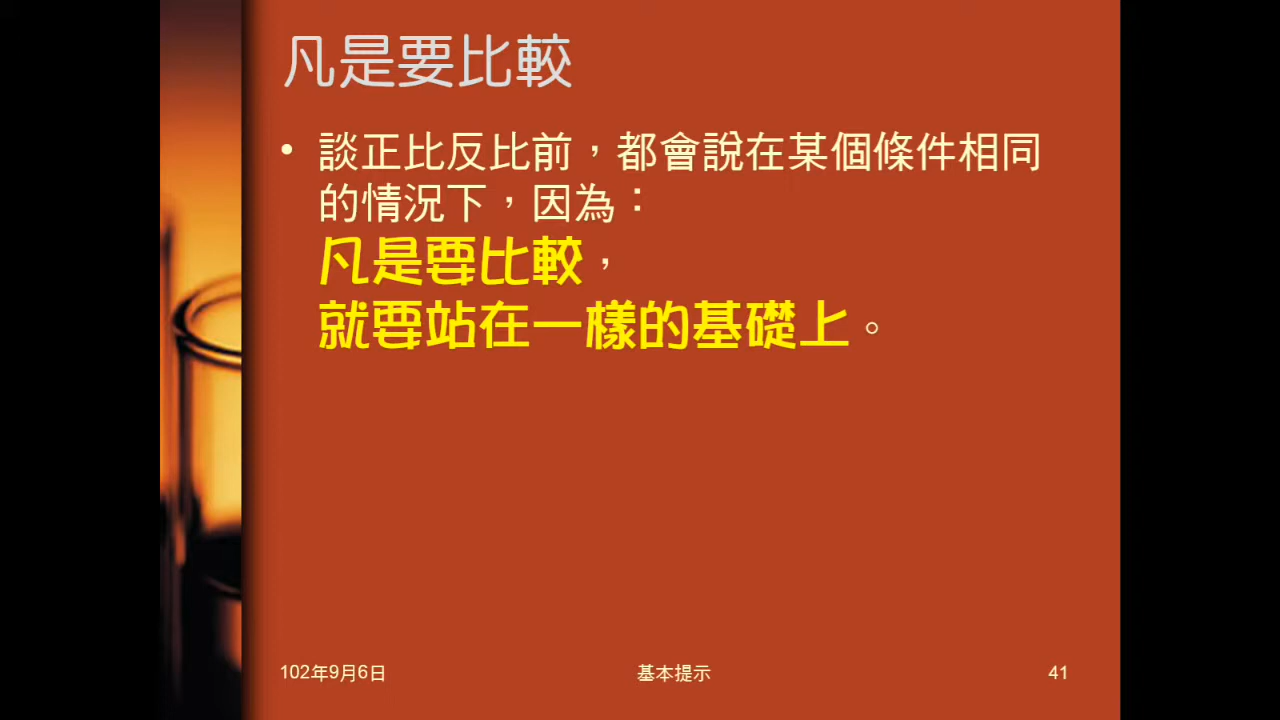 凡是要比較
• 談正比反比前，都會說在某個條件相同
的情況下，因為：
凡是要比較，
就要站在一樣的基礎上。
102年9月6日
基本提示
41